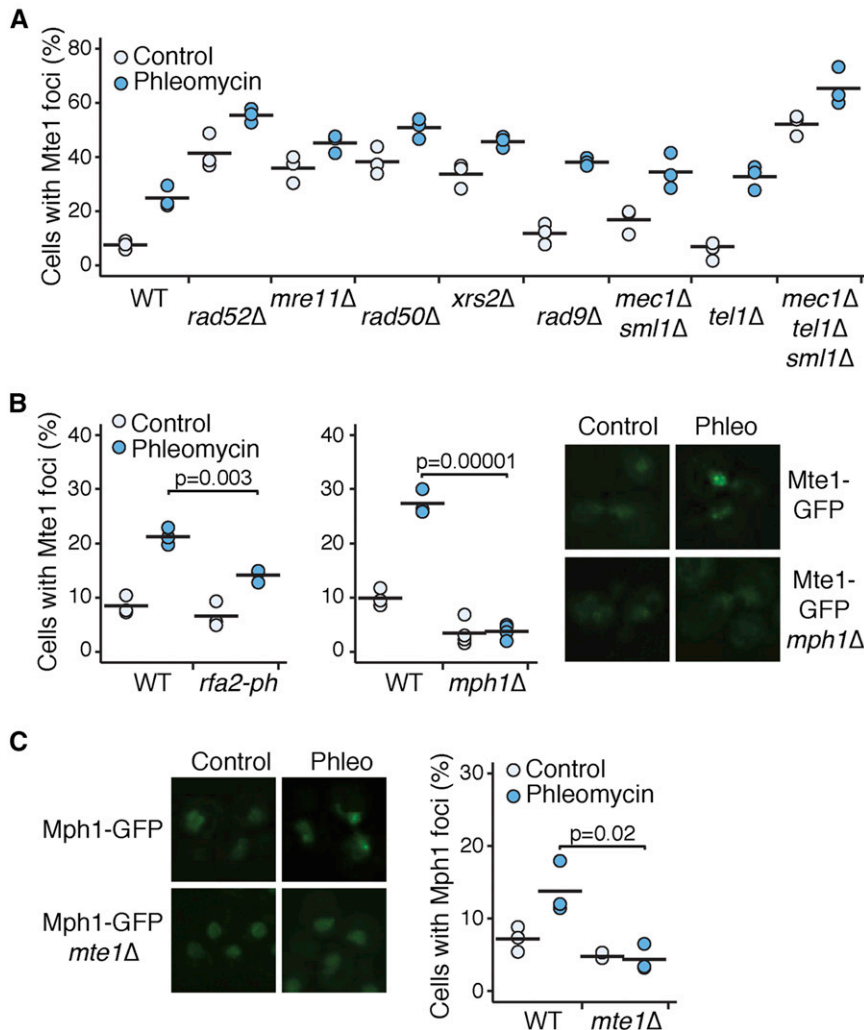 A
Cells with Mte1 foci (%)
80
60
40
20
0
Control
Phleomycin
WT
rad52Δ
mre11Δ
rad50Δ
xrs2Δ
rad9Δ
mec1Δ
sml1Δ
tel1Δ
mec1Δ
tel1Δ
sml1Δ
B
Cells with Mte1 foci (%)
40
30
20
10
0
Control
Phleomycin
p=0.003
WT
rfa2-ph
40
30
20
10
0
p=0.00001
WT
mph1Δ
Control
Phleo
Mte1-
GFP
Mte1-
GFP
mph1Δ
C
Control
Phleo
Mph1-GFP
Mph1-GFP
mte1Δ
Cells with Mph1 foci (%)
30
20
10
0
Control
Phleomycin
p=0.02
WT
mte1Δ